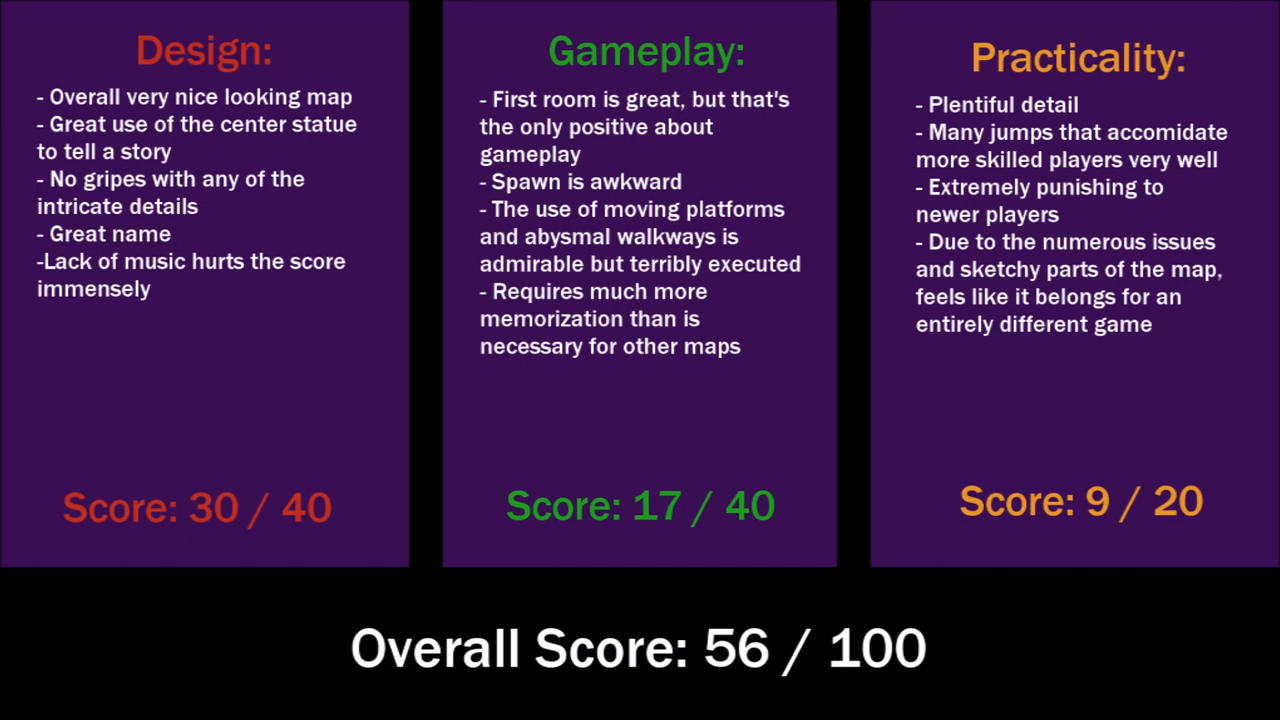 Design:
- Overall very nice looking map
- Great use of the center statue
to tell a story
- No gripes with any of the
intricate details
- Great name
-Lack of music hurts the score
immensely
Score: 30 / 40
Gameplay:
- First room is great, but that's
the only positive about
gameplay
- Spawn is awkward
- The use of moving platforms
and abysmal walkways is
admirable but terribly executed
- Requires much more
memorization than is
necessary for other maps
Score: 17 / 40
Practicality:
- Plentiful detail
- Many jumps that accomidate
more skilled players very well
- Extremely punishing to
newer players
- Due to the numerous issues
and sketchy parts of the map,
feels like it belongs for an
entirely different game
Score: 9 / 20
Overall Score: 56 / 100